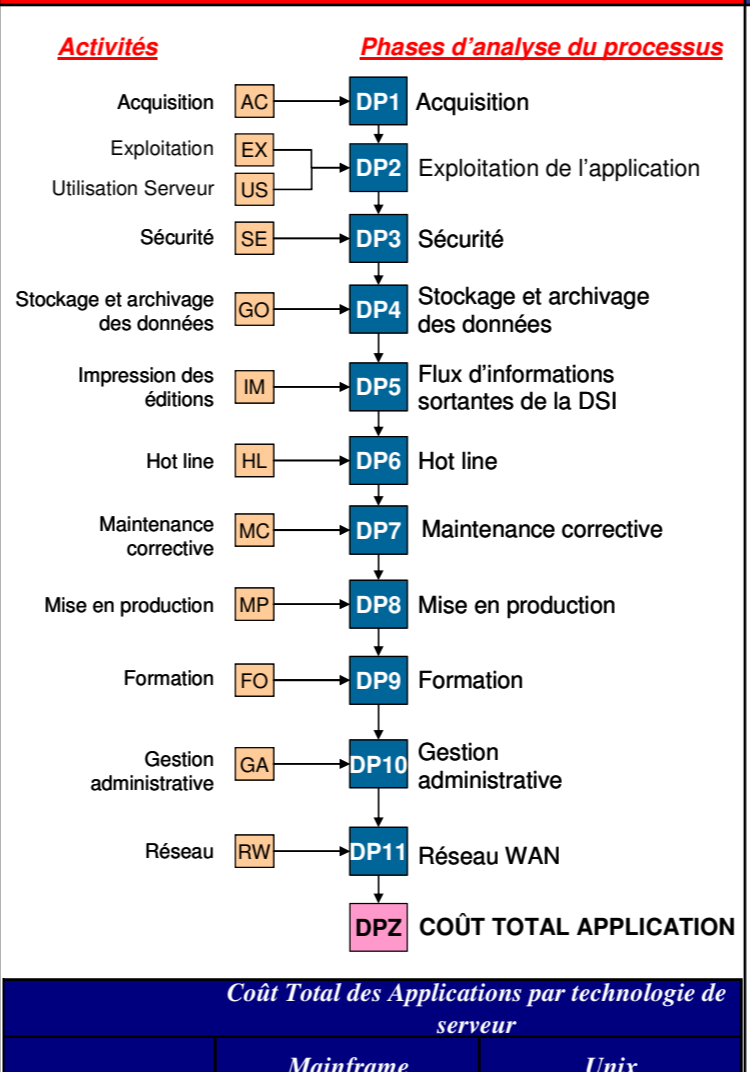 Activités Phases d'analyse du processus
Acquisition AC DP1 Acquisition
Exploitation EX
Utilisation Serveur US
DP2 Exploitation de l'application
Sécurité SE DP3 Sécurité
Stockage et archivage
des données
GO DP4
Stockage et archivage
des données
Impression des
éditions
IM DP5
Flux d'informations
sortantes de la DSI
Hot line HL DP6 Hot line
Maintenance
corrective
MC DP7 Maintenance corrective
Mise en production MP DP8 Mise en production
Formation FO DP9 Formation
Gestion
administrative
GA DP10
Gestion
administrative
Réseau RW DP11 Réseau WAN
DPZ COÛT TOTAL APPLICATION
Coût Total des Applications par technologie de
serveur
Mainframe Unix